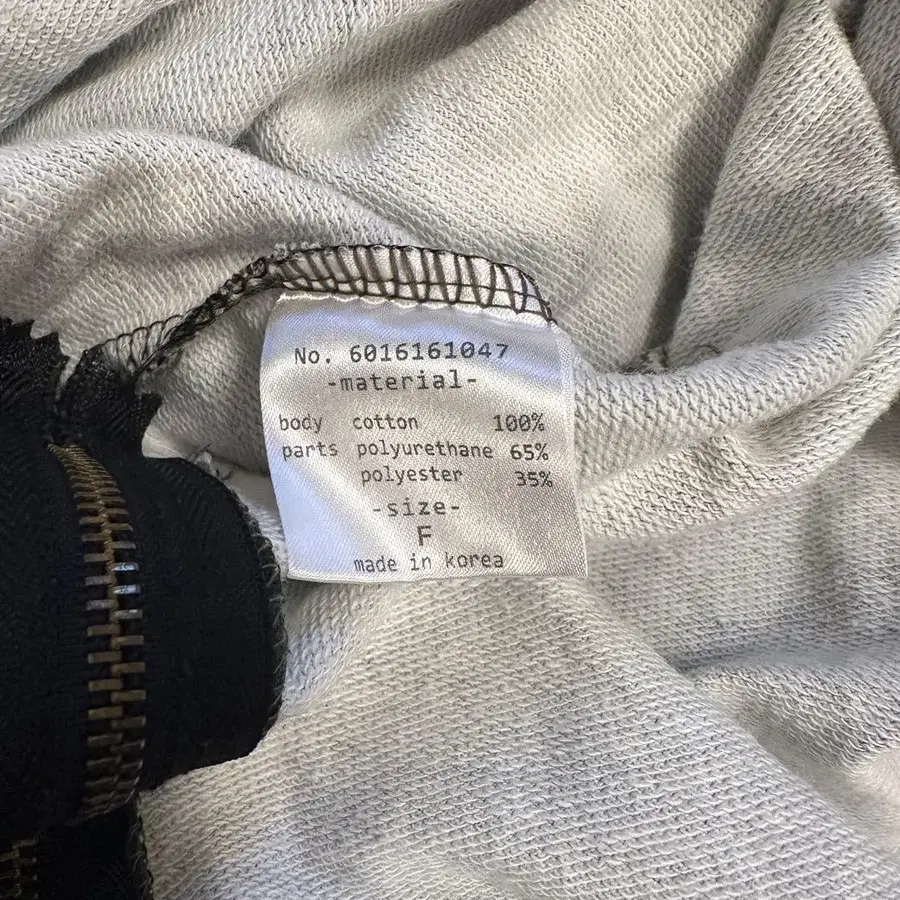 No. 6016161047
-material-
body cotton 100%
parts polyurethane 65%
polyester 35%
-size-
F
made in korea